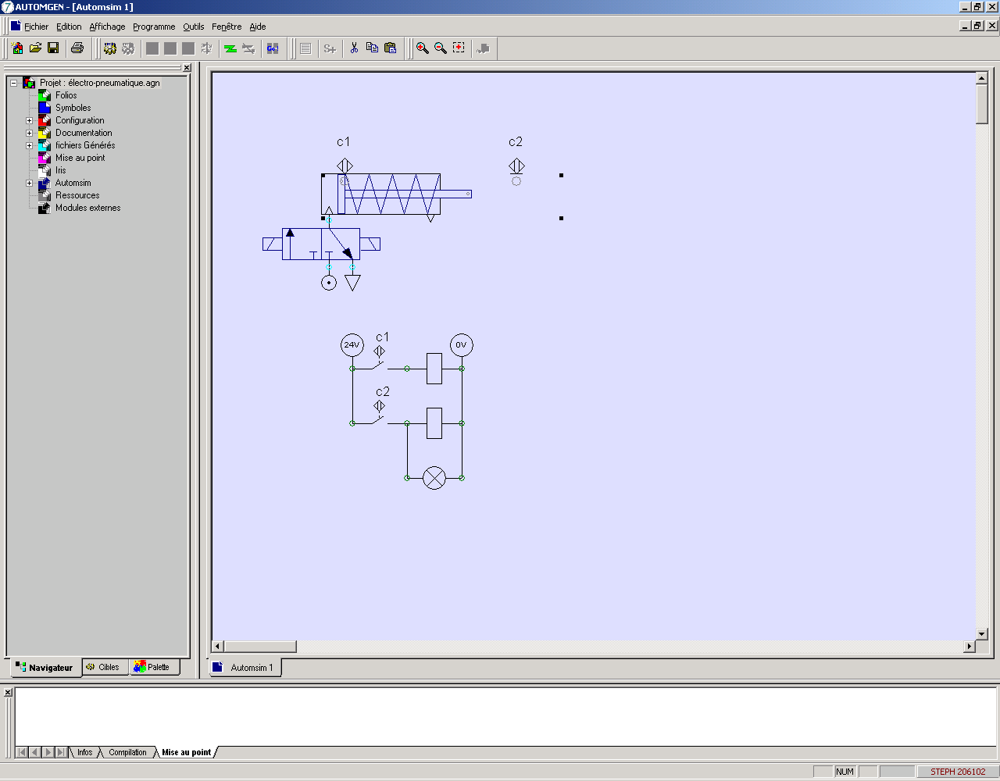 AUTOMGEN - [Automsim 1]
Fichier Edition Affichage Programme Outils Fenêtre Aide
S+
Projet : électro-pneumatique.agn
Folios
Symboles
Configuration
Documentation
fichiers Générés
Mise au point
Iris
Automsim
Ressources
Modules externes
c1
c2
24V
c1
0V
c2
Navigateur
Cibles
Palette
Automsim 1
Infos
Compilation
Mise au point
NUM
STEPH 206102